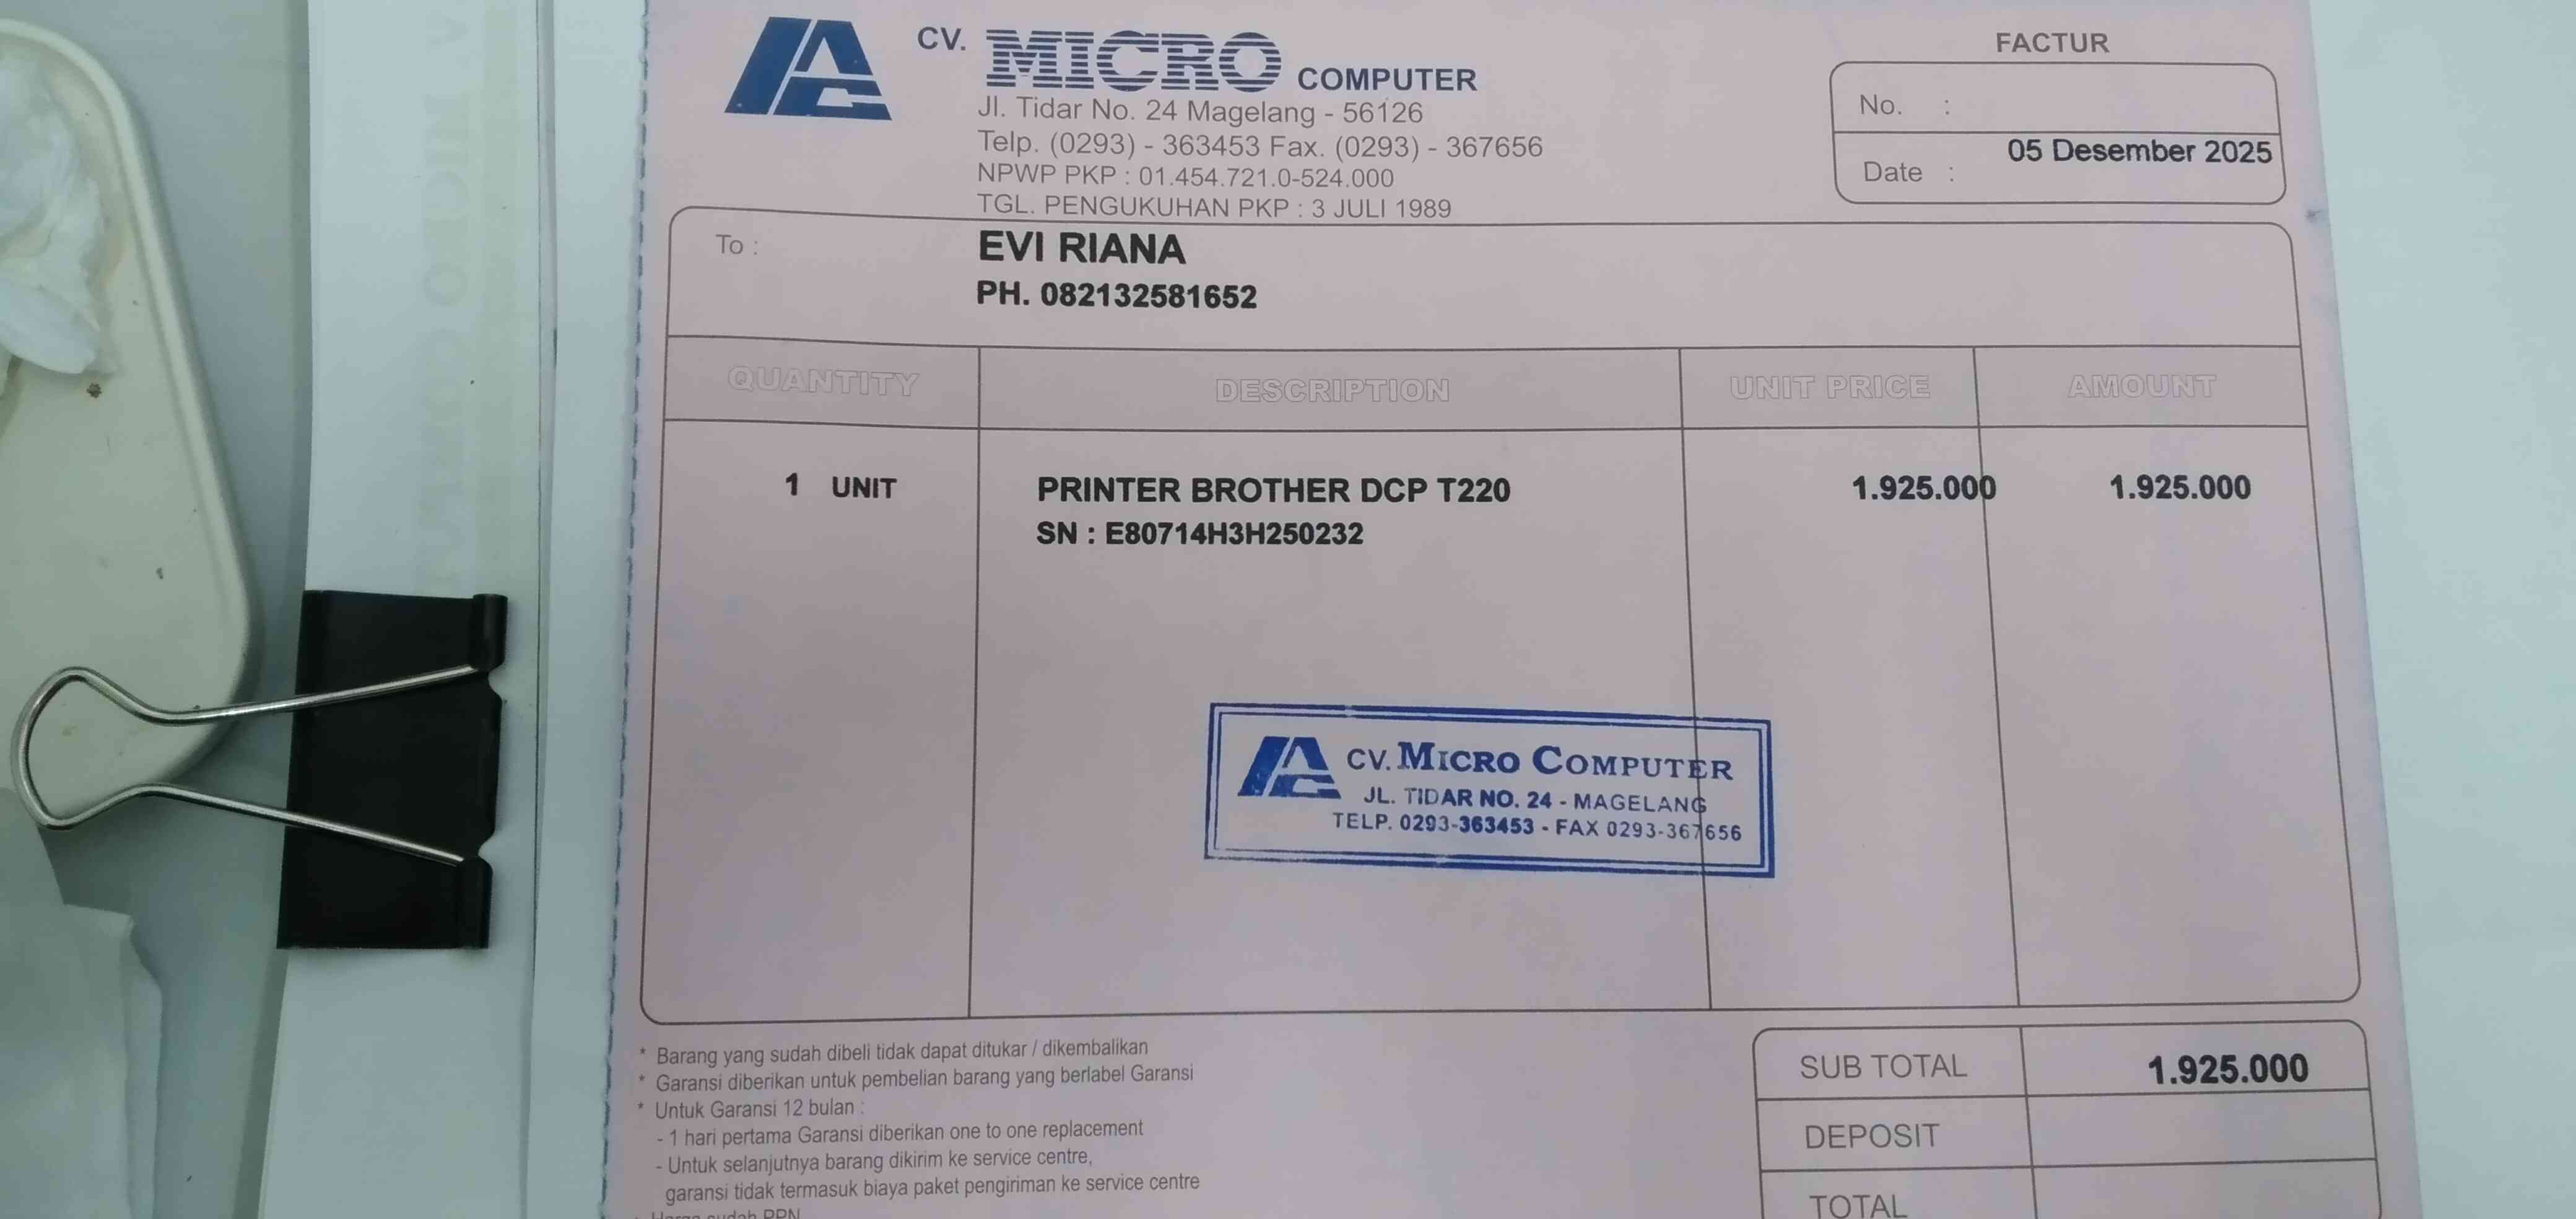 CV. MICRO COMPUTER
Jl. Tidar No. 24 Magelang - 56126
Telp. (0293) - 363453 Fax. (0293) - 367656
NPWP PKP : 01.454.721.0-524.000
TGL. PENGUKUHAN PKP : 3 JULI 1989
FACTUR
No. :
Date : 05 Desember 2025
To : EVI RIANA
PH. 082132581652
QUANTITY DESCRIPTION UNIT PRICE AMOUNT
1 UNIT PRINTER BROTHER DCP T220 1.925.000 1.925.000
SN : E80714H3H250232
CV. MICRO COMPUTER
JL. TIDAR NO. 24 - MAGELANG
TELP. 0293-363453 - FAX 0293-367656
* Barang yang sudah dibeli tidak dapat ditukar / dikembalikan
* Garansi diberikan untuk pembelian barang yang berlabel Garansi
* Untuk Garansi 12 bulan :
- 1 hari pertama Garansi diberikan one to one replacement
- Untuk selanjutnya barang dikirim ke service centre,
garansi tidak termasuk biaya paket pengiriman ke service centre
* Harga sudah PPN
SUB TOTAL 1.925.000
DEPOSIT
TOTAL